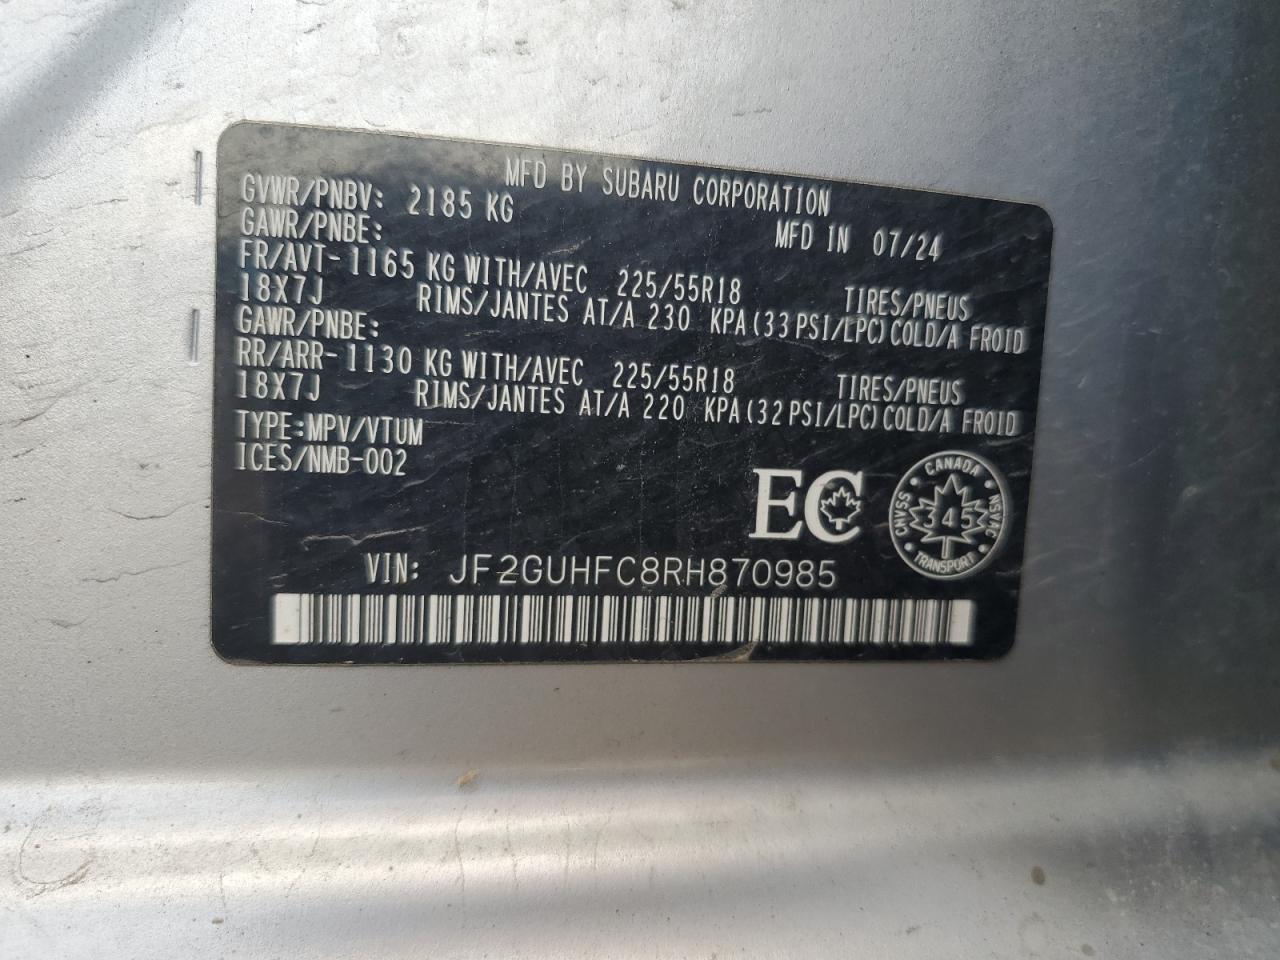 MFD BY SUBARU CORPORATION
GVWR/PNBV: 2185 KG MFD IN 07/24
GAWR/PNBE:
FR/AVT-1165 KG WITH/AVEC 225/55R18 TIRES/PNEUS
18X7J RIMS/JANTES AT/A 230 KPA(33 PSI/LPC)COLD/A FROID
GAWR/PNBE:
RR/ARR-1130 KG WITH/AVEC 225/55R18 TIRES/PNEUS
18X7J RIMS/JANTES AT/A 220 KPA(32 PSI/LPC)COLD/A FROID
TYPE:MPV/VTUM
ICES/NMB-002
EC
CANADA
CMVSS 345 NSVAC
TRANSPORT
VIN: JF2GUHFC8RH870985